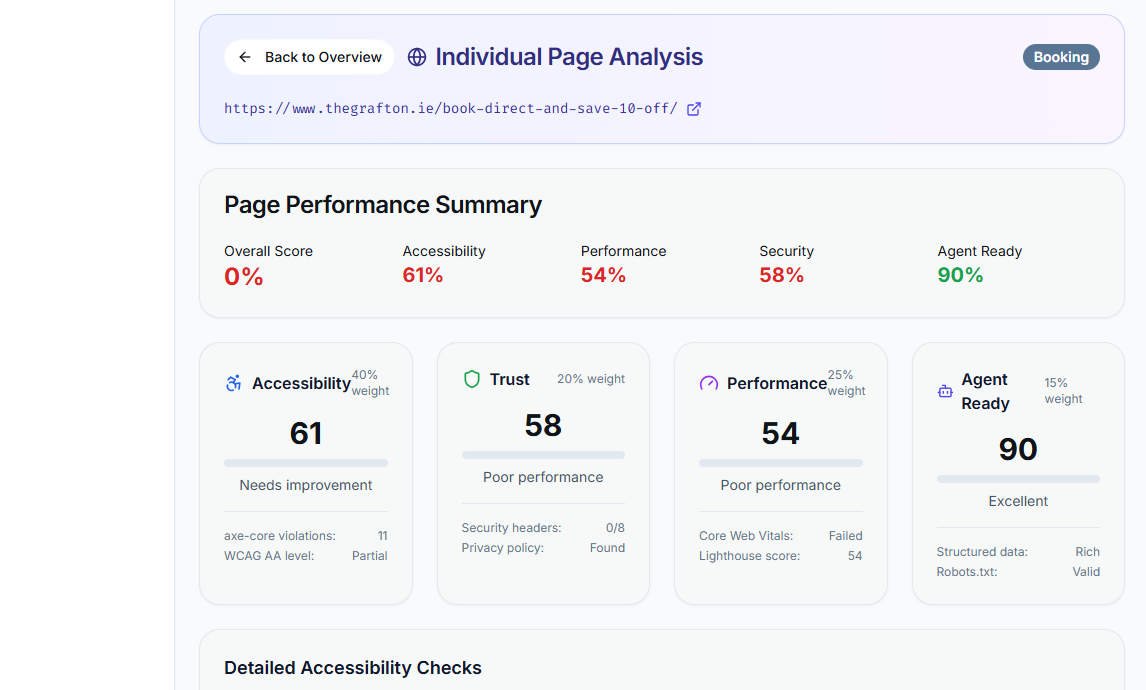 Back to Overview
Individual Page Analysis
Booking
https://www.thegrafton.ie/book-direct-and-save-10-off/
Page Performance Summary
Overall Score
Accessibility
Performance
Security
Agent Ready
0%
61%
54%
58%
90%
Accessibility
40%
weight
61
Needs improvement
axe-core violations: 11
WCAG AA level: Partial
Trust
20% weight
58
Poor performance
Security headers: 0/8
Privacy policy: Found
Performance
25%
weight
54
Poor performance
Core Web Vitals: Failed
Lighthouse score: 54
Agent
Ready
15%
weight
90
Excellent
Structured data: Rich
Robots.txt: Valid
Detailed Accessibility Checks